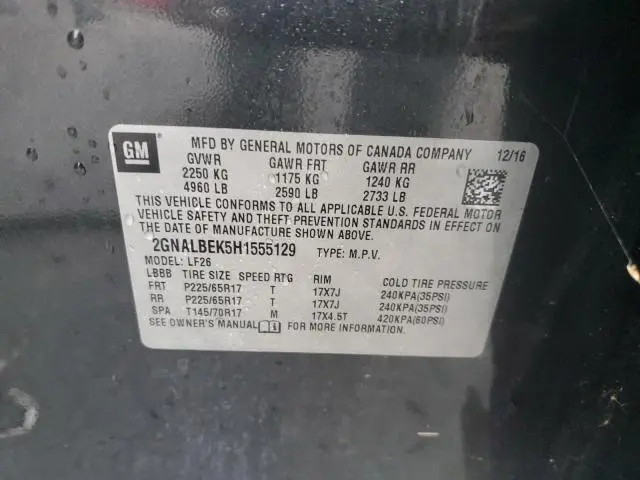 GM
MFD BY GENERAL MOTORS OF CANADA COMPANY 12/16
GVWR GAWR FRT GAWR RR
2250 KG 1175 KG 1240 KG
4960 LB 2590 LB 2733 LB
THIS VEHICLE CONFORMS TO ALL APPLICABLE U.S. FEDERAL MOTOR
VEHICLE SAFETY AND THEFT PREVENTION STANDARDS IN EFFECT ON
THE DATE OF MANUFACTURE SHOWN ABOVE.
2GNALBEK5H1555129 TYPE: M.P.V.
MODEL: LF26
LBBB TIRE SIZE SPEED RTG RIM COLD TIRE PRESSURE
FRT P225/65R17 T 17X7J 240KPA(35PSI)
RR P225/65R17 T 17X7J 240KPA(35PSI)
SPA T145/70R17 M 17X4.5T 420KPA(60PSI)
SEE OWNER'S MANUAL FOR MORE INFORMATION.